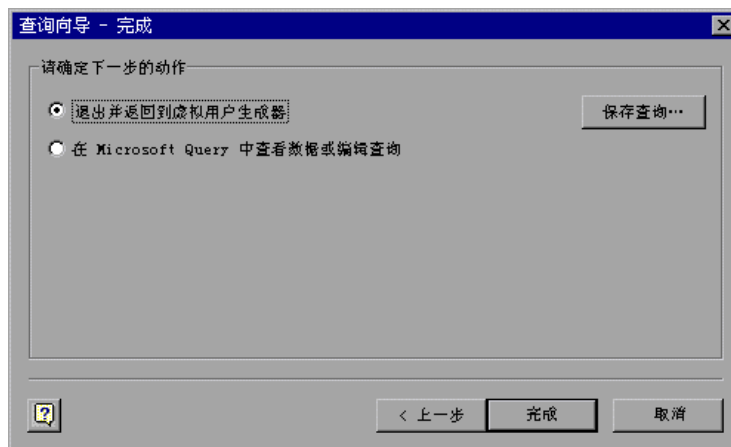 查询向导 - 完成
请确定下一步的动作
退出并返回到虚拟用户生成器
保存查询…
在 Microsoft Query 中查看数据或编辑查询
< 上一步
完成
取消